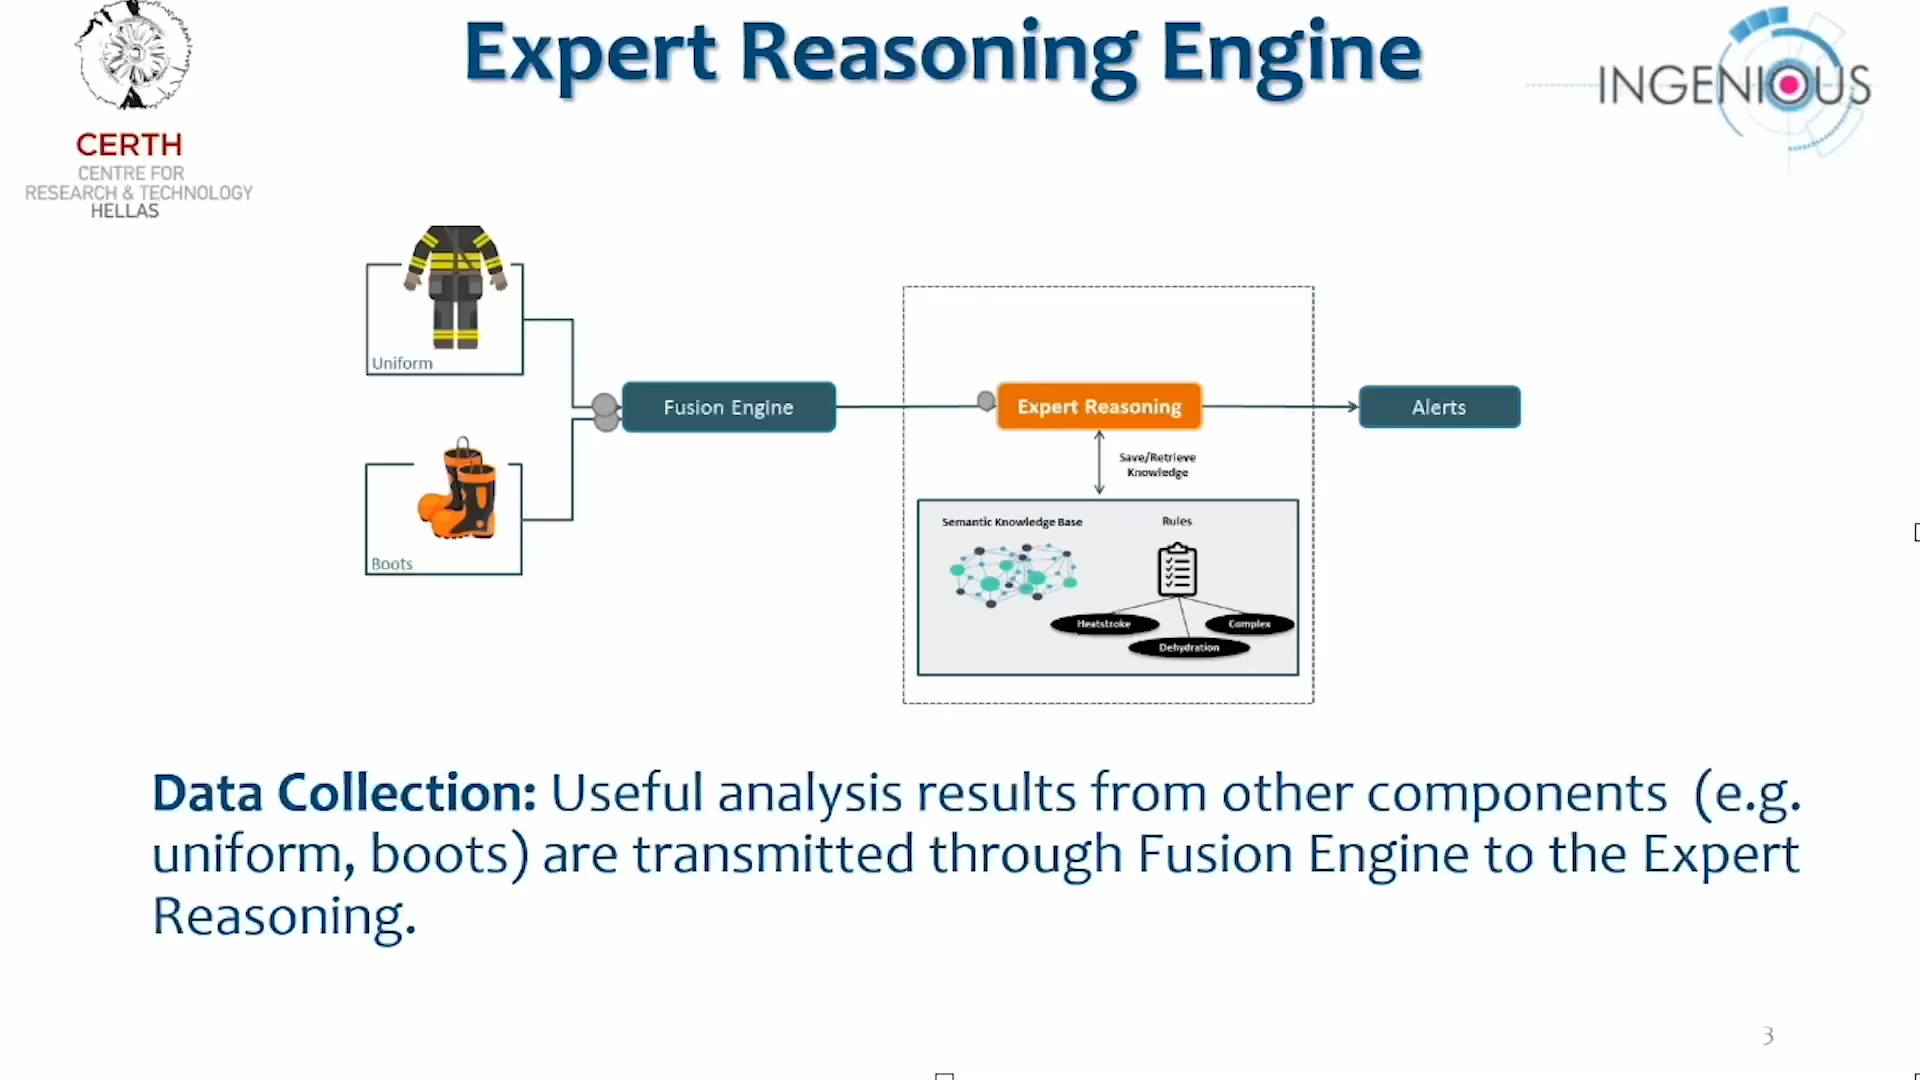 Expert Reasoning Engine
CERTH
CENTRE FOR
RESEARCH & TECHNOLOGY
HELLAS
INGENIOUS
Uniform
Boots
Fusion Engine
Expert Reasoning
Alerts
Save/Retrieve
Knowledge
Semantic Knowledge Base
Rules
Heatstroke
Complex
Dehydration
Data Collection: Useful analysis results from other components (e.g.
uniform, boots) are transmitted through Fusion Engine to the Expert
Reasoning.
3